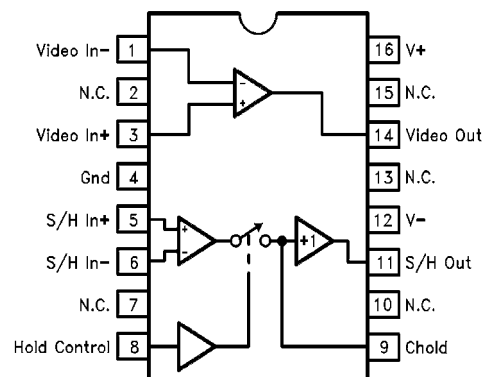 Video In- 1
N.C. 2
Video In+ 3
Gnd 4
S/H In+ 5
S/H In- 6
N.C. 7
Hold Control 8
-
+
+
-
+1
16 V+
15 N.C.
14 Video Out
13 N.C.
12 V-
11 S/H Out
10 N.C.
9 Chold